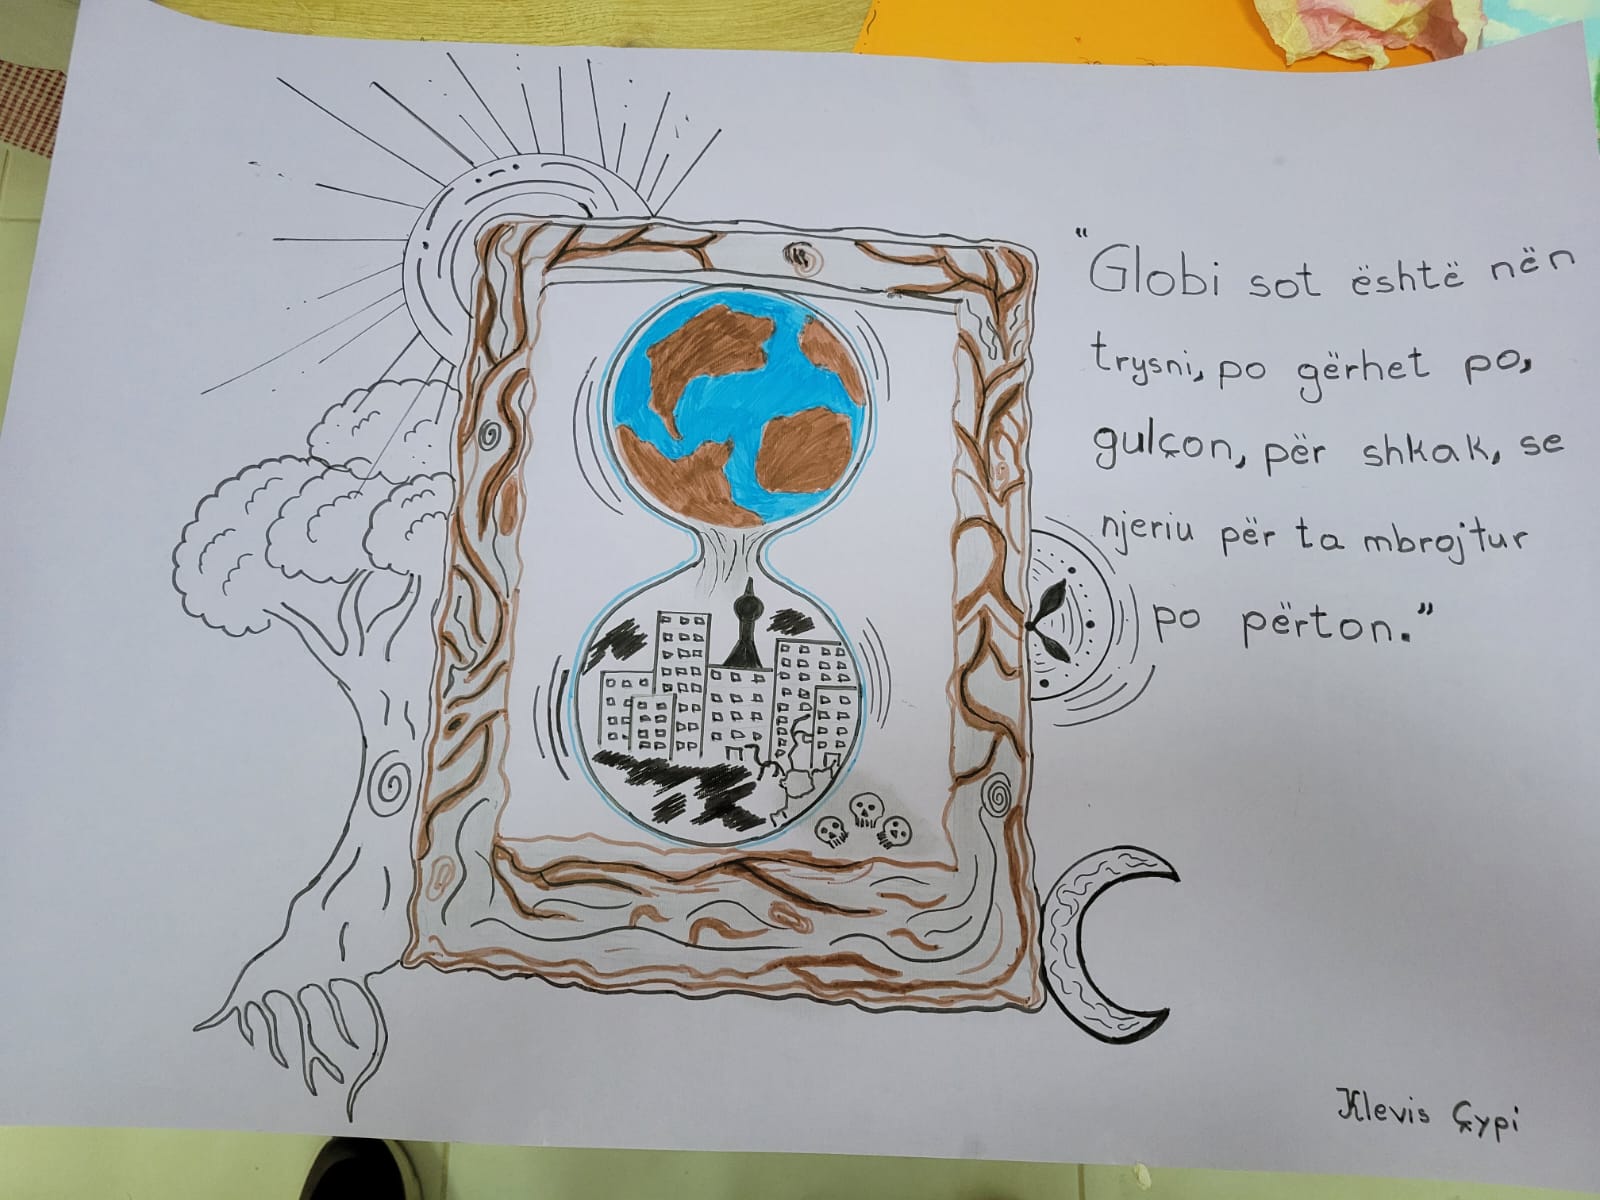 "Globi sot është nën
trysni, po gërhet po,
gulçon, për shkak, se
njeriu për ta mbrojtur
po përton."
Klevis Çypi